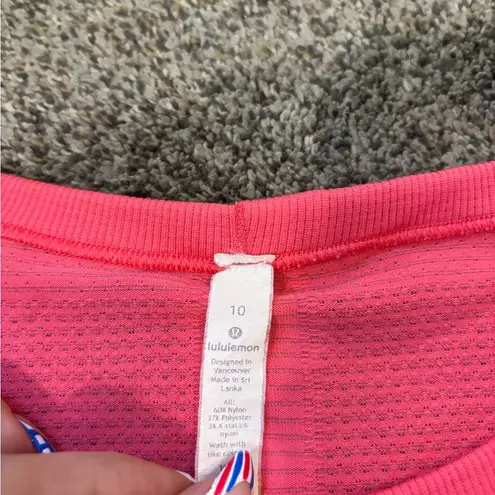 10
lululemon
Designed in
Vancouver
Made in Sri
Lanka
All:
60% Nylon
37% Polyester
3% X-static®
nylon
Wash with
like